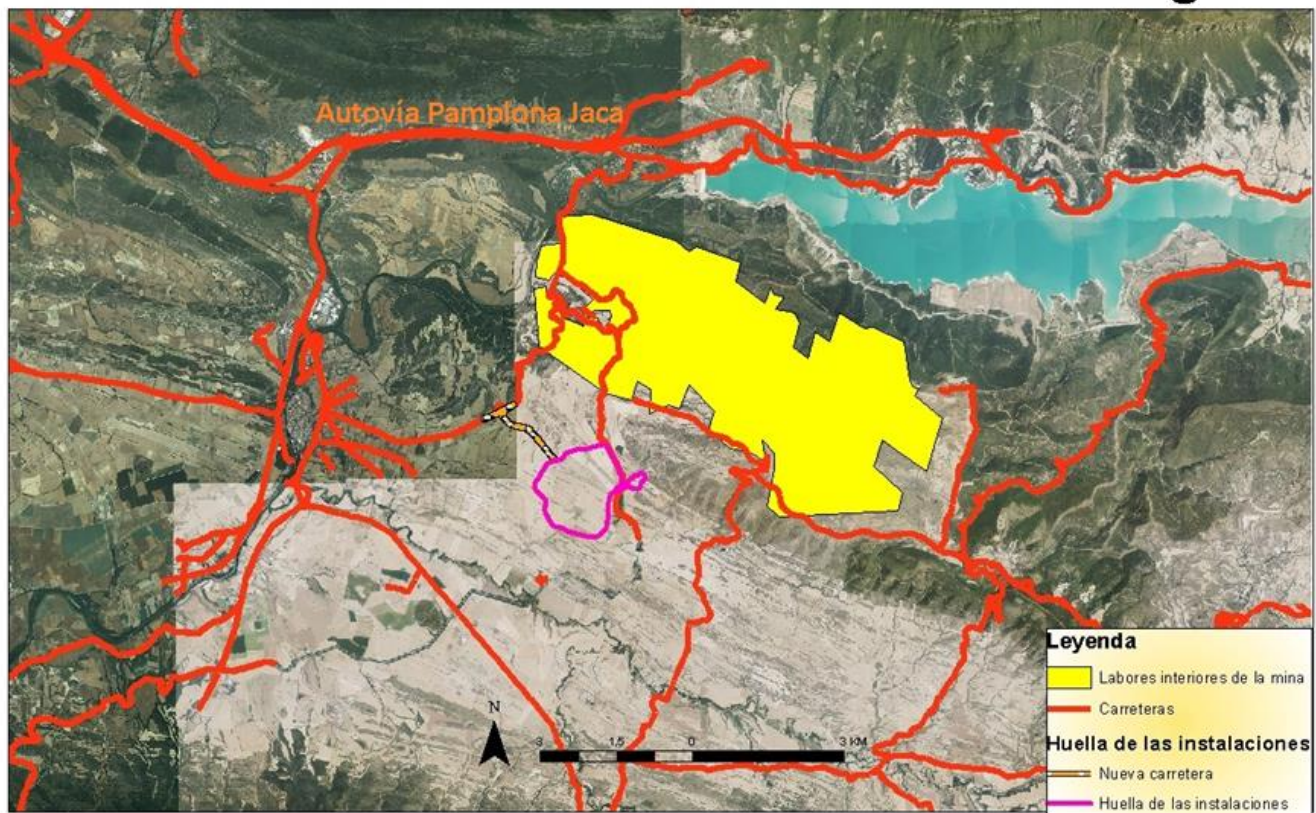 Autovía Pamplona Jaca
N
3 1.5 0 3 KM
Leyenda
Labores interiores de la mina
Carreteras
Huella de las instalaciones
Nueva carretera
Huella de las instalaciones